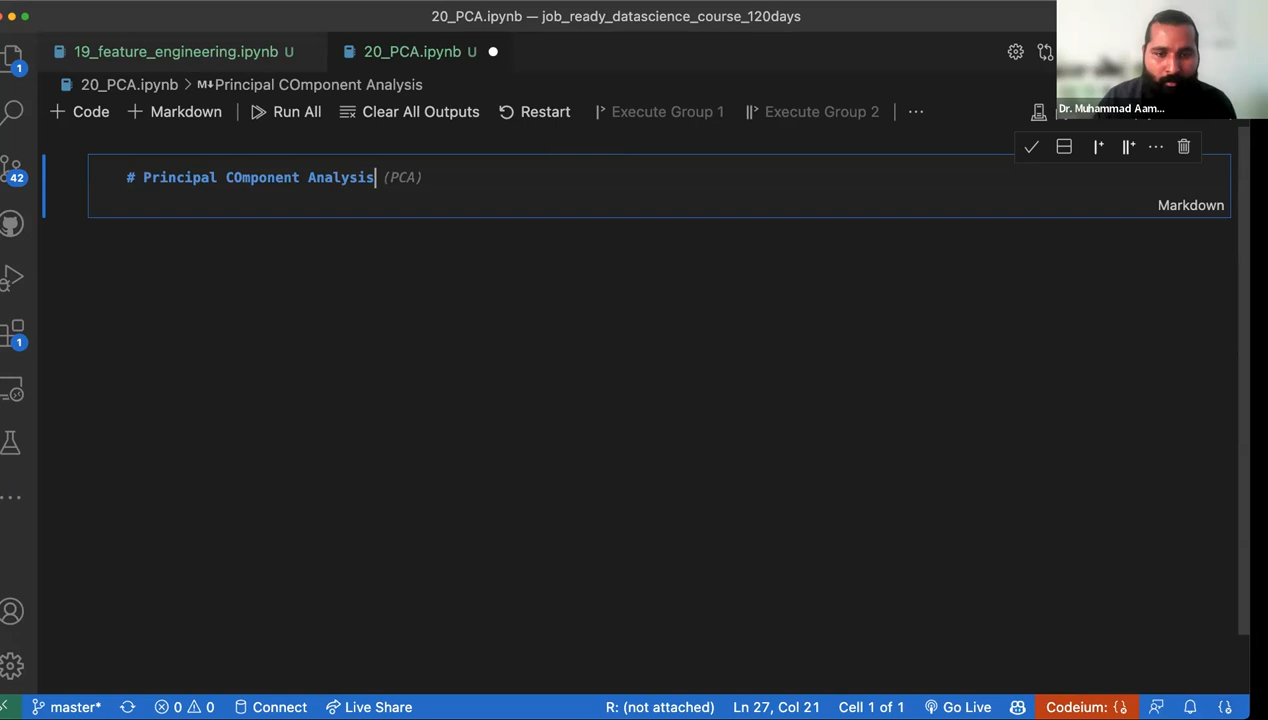 20_PCA.ipynb — job_ready_datascience_course_120days
19_feature_engineering.ipynb U
20_PCA.ipynb U
20_PCA.ipynb > M↓Principal COmponent Analysis
+ Code + Markdown Run All Clear All Outputs Restart Execute Group 1 Execute Group 2 ...
Dr. Muhammad Aam...
1
# Principal COmponent Analysis (PCA)
42
Markdown
1
master* 0 0 Connect Live Share R: (not attached) Ln 27, Col 21 Cell 1 of 1 Go Live Codeium: {}